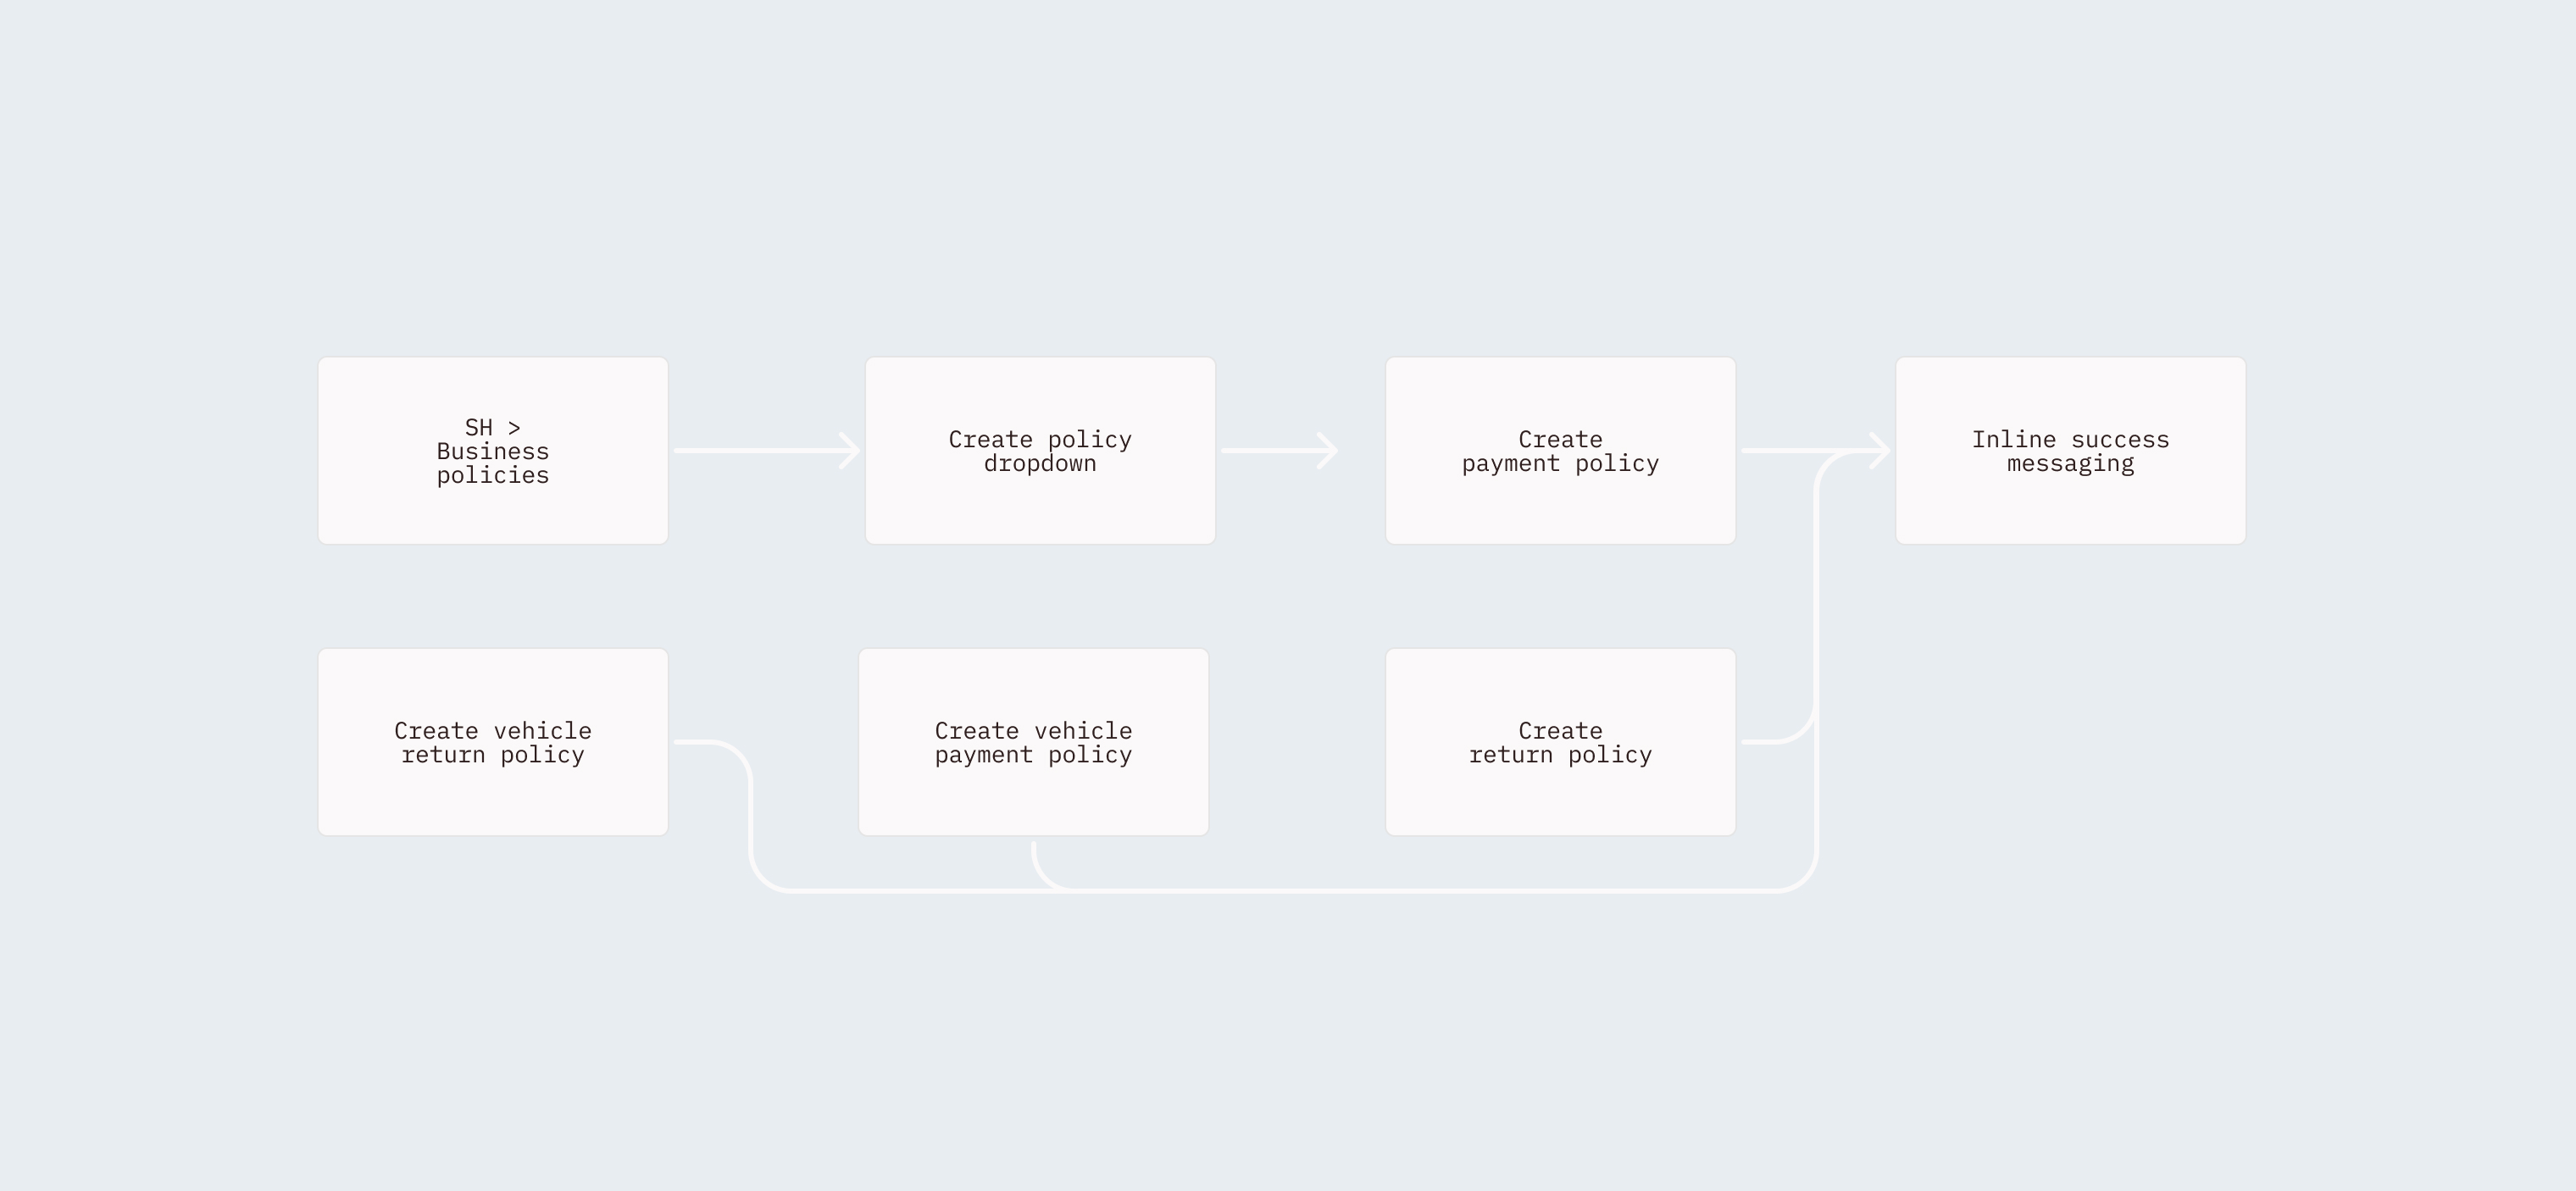 SH >
Business
policies
Create policy
dropdown
Create
payment policy
Inline success
messaging
Create vehicle
return policy
Create vehicle
payment policy
Create
return policy